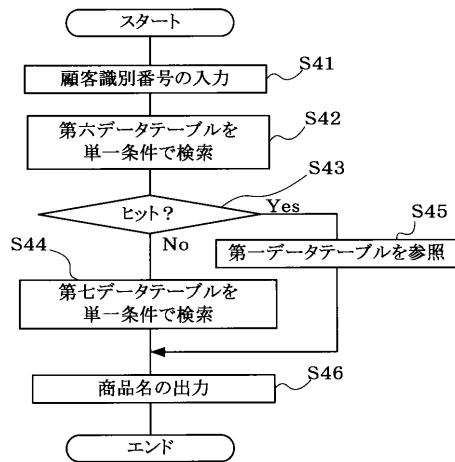 スタート
顧客識別番号の入力
S41
第六データテーブルを
単一条件で検索
S42
ヒット?
S43
Yes
No
S45
第一データテーブルを参照
S44
第七データテーブルを
単一条件で検索
商品名の出力
S46
エンド